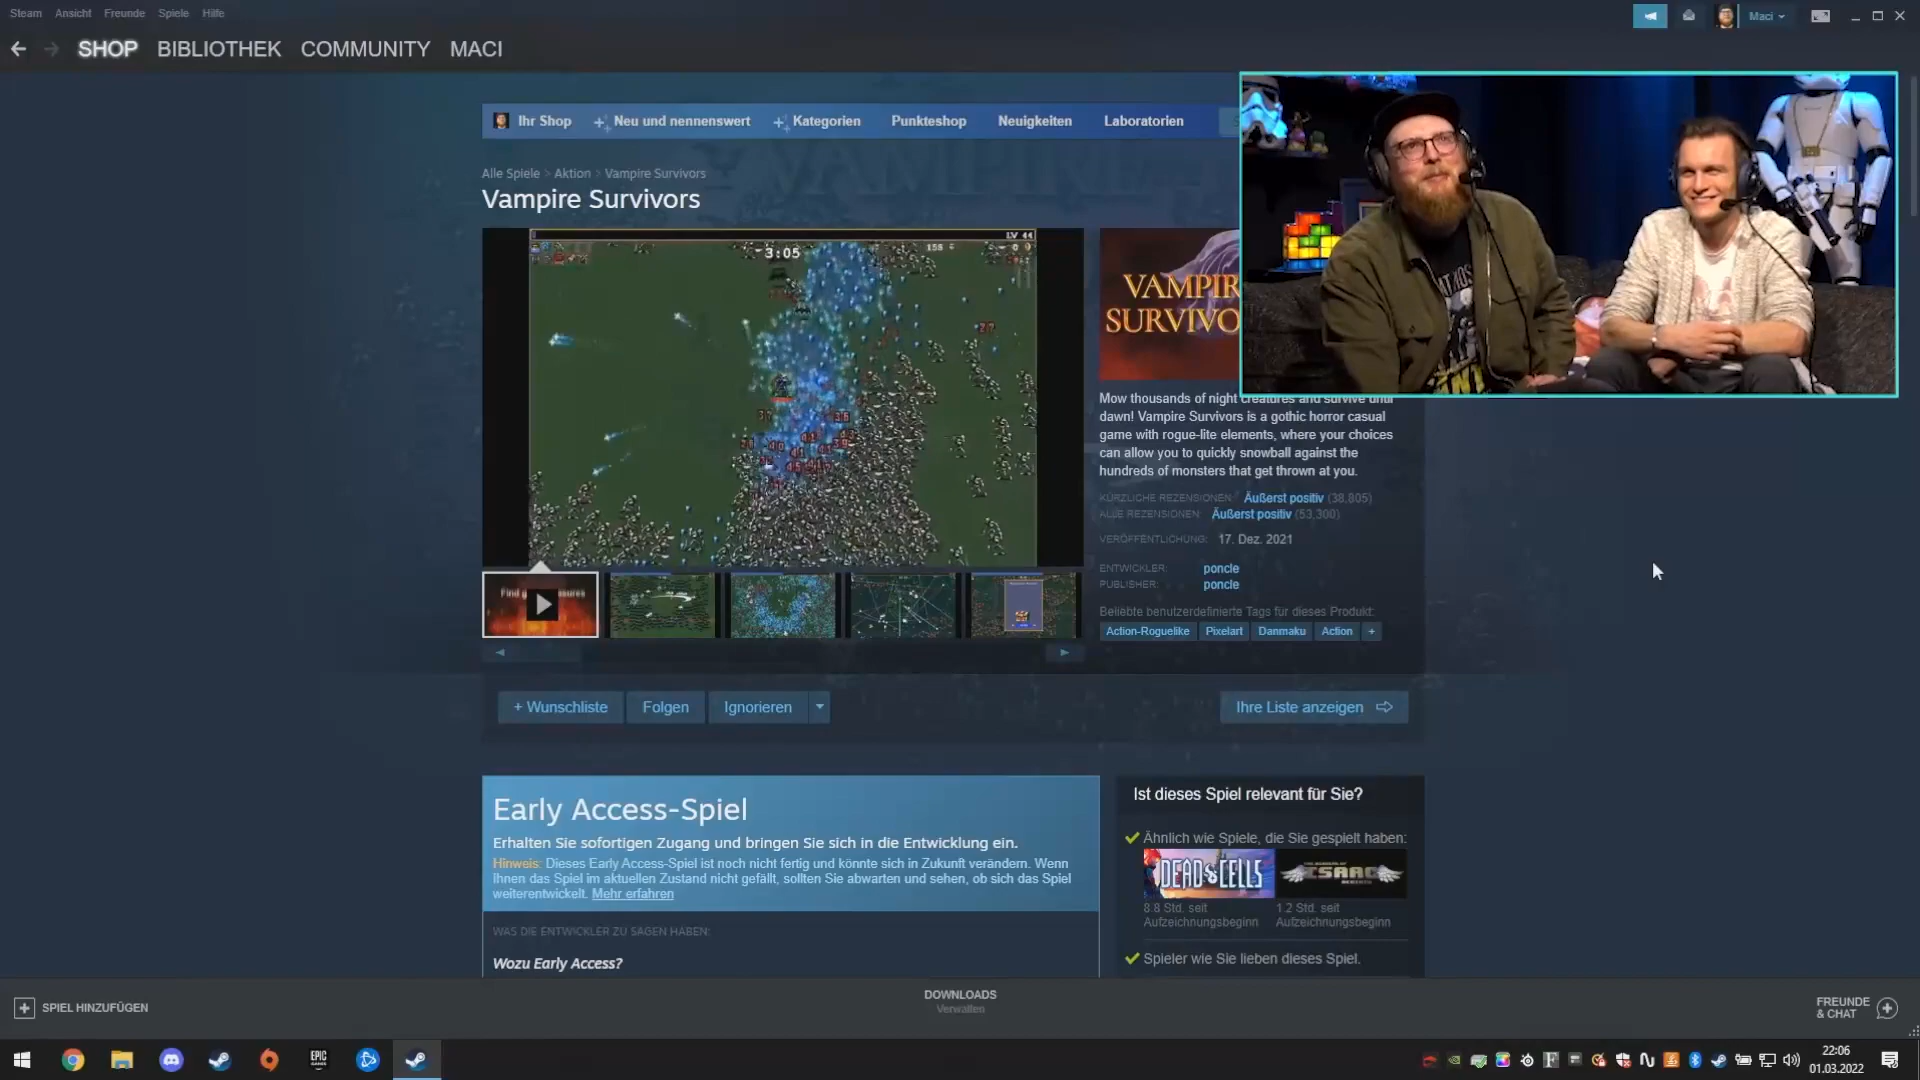 Steam Ansicht Freunde Spiele Hilfe
Maci
SHOP BIBLIOTHEK COMMUNITY MACI
Ihr Shop Neu und nennenswert Kategorien Punkteshop Neuigkeiten Laboratorien
Alle Spiele > Aktion > Vampire Survivors
Vampire Survivors
LV 44
3:05
158
0
VAMPIR
SURVIVO
Mow thousands of night creatures and survive until
dawn! Vampire Survivors is a gothic horror casual
game with rogue-lite elements, where your choices
can allow you to quickly snowball against the
hundreds of monsters that get thrown at you.
KÜRZLICHE REZENSIONEN: Äußerst positiv (38,805)
ALLE REZENSIONEN: Äußerst positiv (53,300)
VERÖFFENTLICHUNG: 17. Dez. 2021
ENTWICKLER: poncle
PUBLISHER: poncle
Beliebte benutzerdefinierte Tags für dieses Produkt:
Action-Roguelike Pixelart Danmaku Action +
+ Wunschliste Folgen Ignorieren Ihre Liste anzeigen
Early Access-Spiel
Erhalten Sie sofortigen Zugang und bringen Sie sich in die Entwicklung ein.
Hinweis: Dieses Early Access-Spiel ist noch nicht fertig und könnte sich in Zukunft verändern. Wenn
Ihnen das Spiel im aktuellen Zustand nicht gefällt, sollten Sie abwarten und sehen, ob sich das Spiel
weiterentwickelt. Mehr erfahren
WAS DIE ENTWICKLER ZU SAGEN HABEN:
Wozu Early Access?
Ist dieses Spiel relevant für Sie?
Ähnlich wie Spiele, die Sie gespielt haben:
DEAD CELLS ISAAC
8.8 Std. seit 1.2 Std. seit
Aufzeichnungsbeginn Aufzeichnungsbeginn
Spieler wie Sie lieben dieses Spiel.
SPIEL HINZUFÜGEN
DOWNLOADS
Verwalten
FREUNDE
& CHAT
EPIC
22:06
01.03.2022